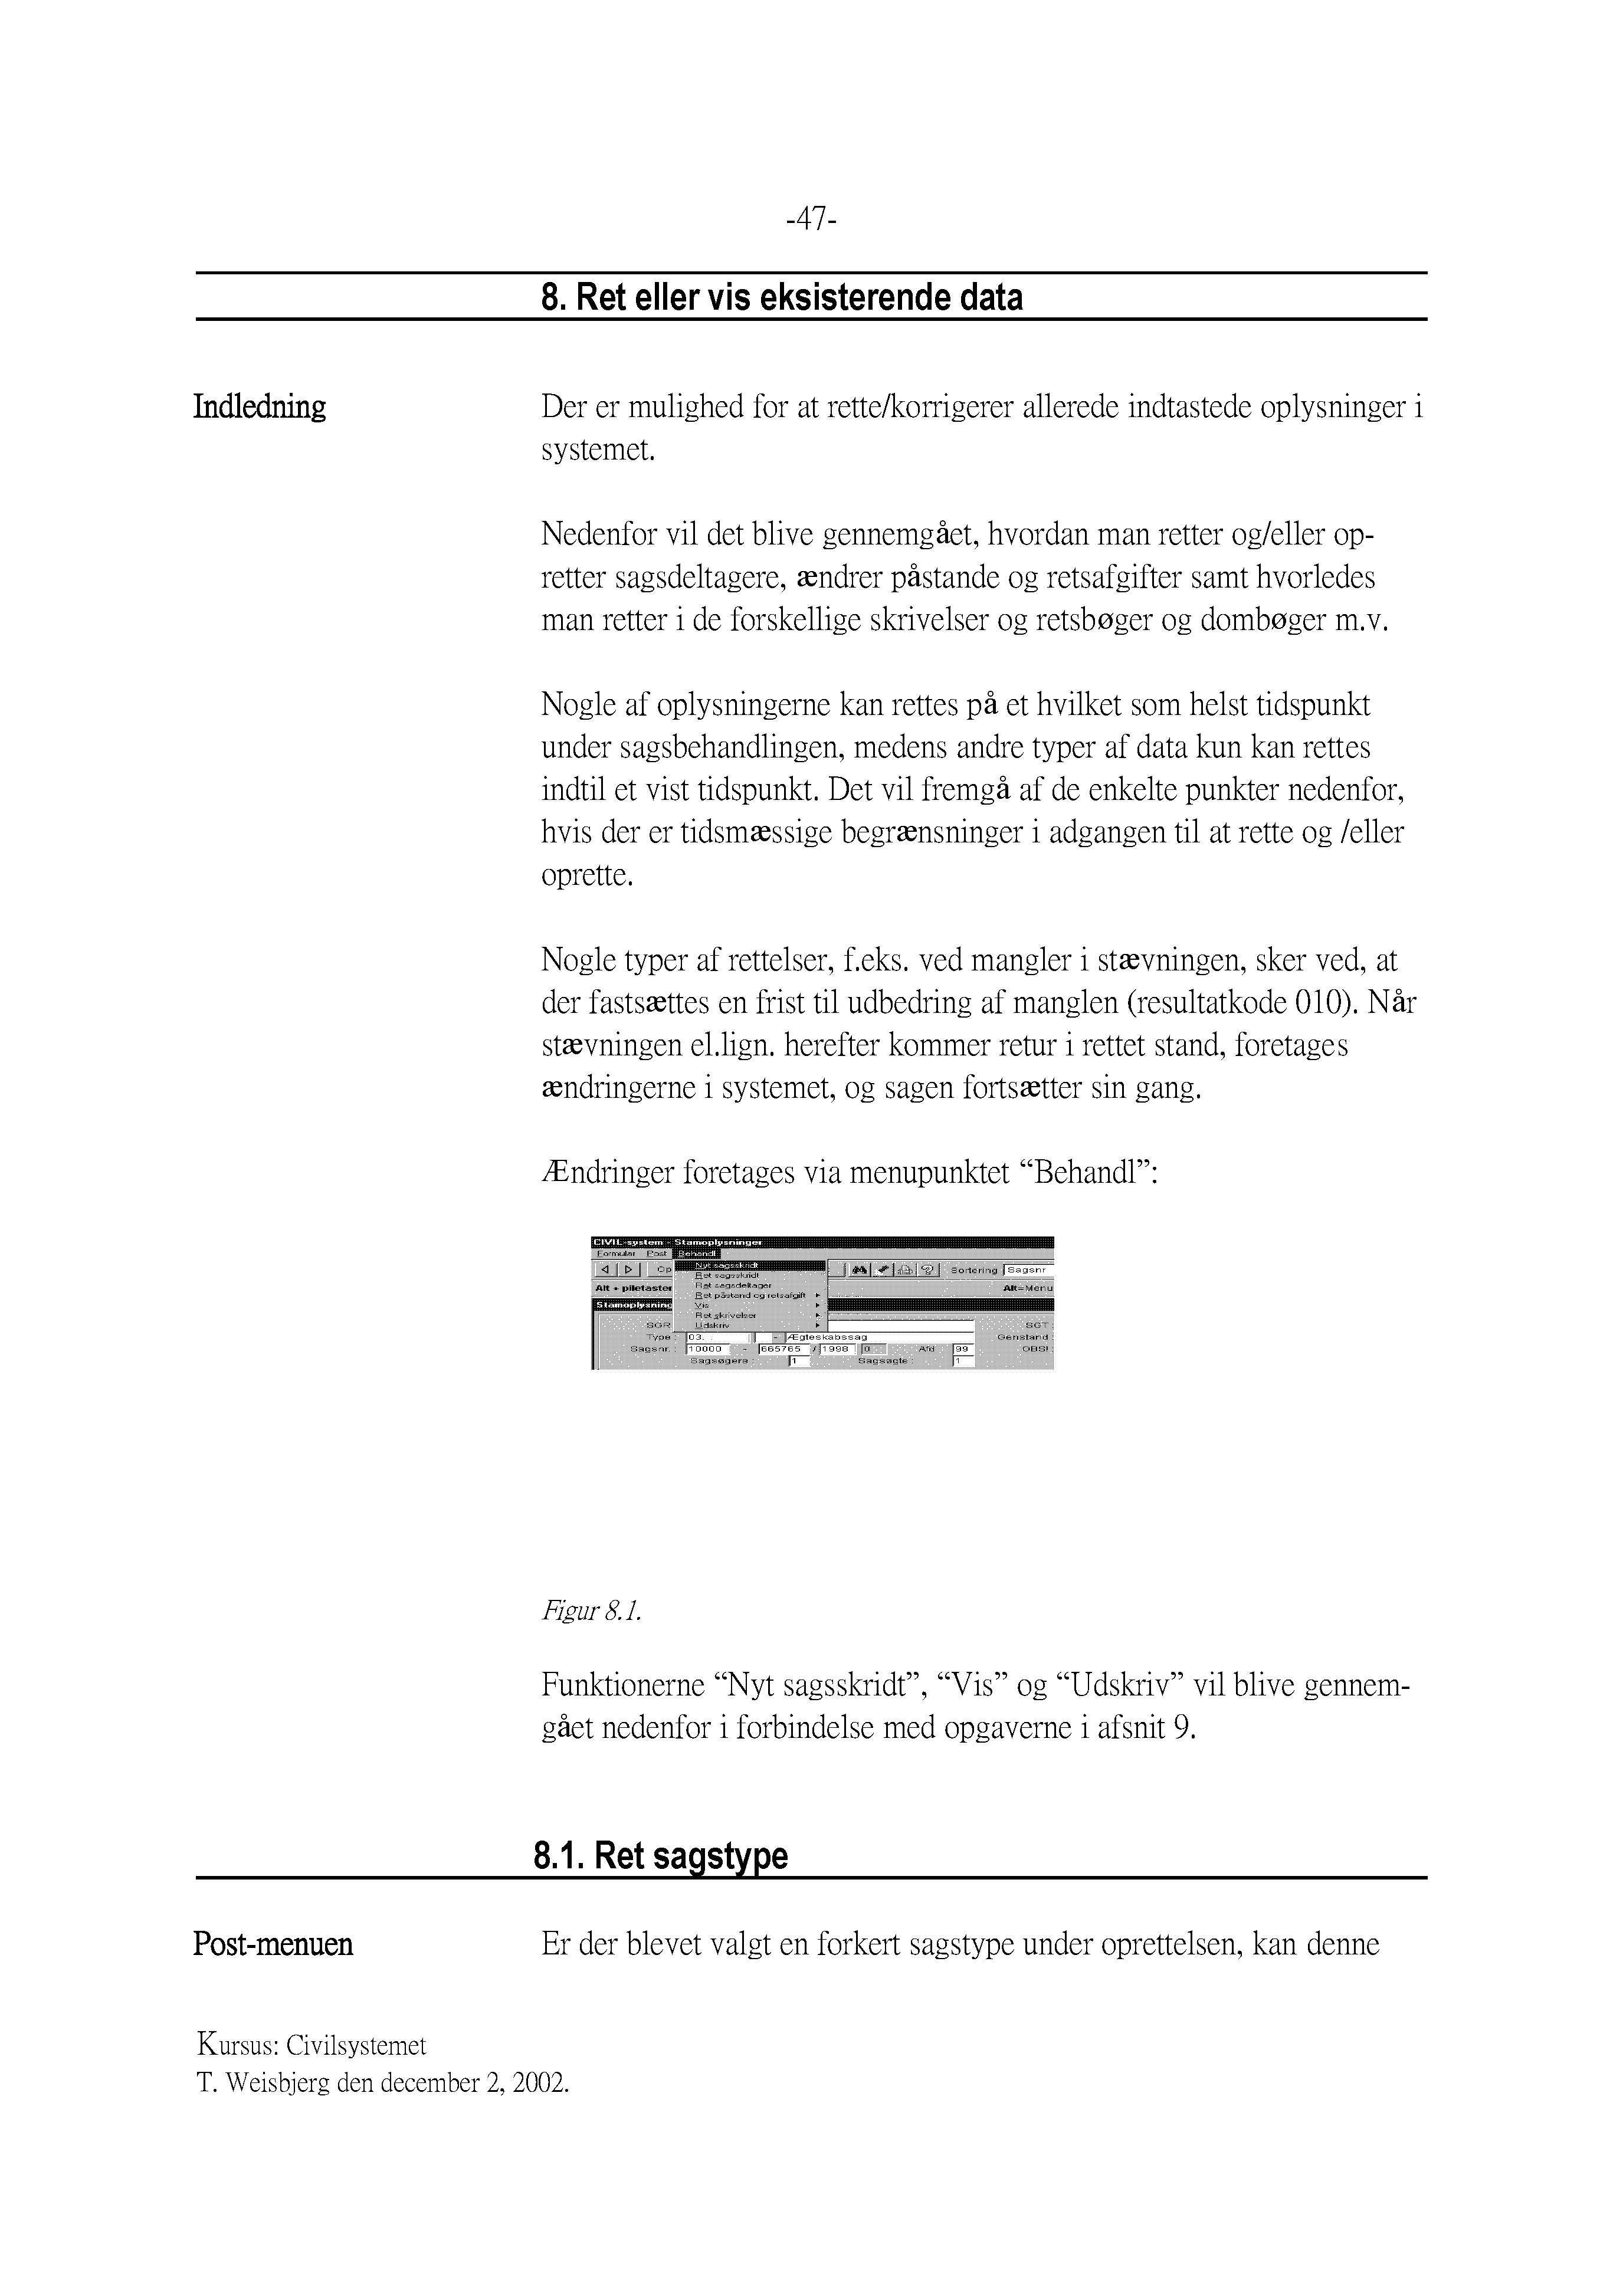 -47-
8. Ret eller vis eksisterende data
Indledning
Der er mulighed for at rette/korrigerer allerede indtastede oplysninger i
systemet.
Nedenfor vil det blive gennemgået, hvordan man retter og/eller op-
retter sagsdeltagere, ændrer påstande og retsafgifter samt hvorledes
man retter i de forskellige skrivelser og retsbøger og dombøger m.v.
Nogle af oplysningerne kan rettes på et hvilket som helst tidspunkt
under sagsbehandlingen, medens andre typer af data kun kan rettes
indtil et vist tidspunkt. Det vil fremgå af de enkelte punkter nedenfor,
hvis der er tidsmæssige begrænsninger i adgangen til at rette og /eller
oprette.
Nogle typer af rettelser, f.eks. ved mangler i stævningen, sker ved, at
der fastsættes en frist til udbedring af manglen (resultatkode 010). Når
stævningen el.lign. herefter kommer retur i rettet stand, foretages
ændringerne i systemet, og sagen fortsætter sin gang.
Ændringer foretages via menupunktet “Behandl”:
CIVIL-system - Stamoplysninger
Formular Post Behandl
Nyt sagsskridt
Op Sortering Sagsnr
Ret sagsskridt
Ret sagsdeltager
Alt + piletaster Alt=Menu
Ret påstand og retsafgift
Stamoplysning Vis
Ret skrivelser
SGR Udskriv SGT :
Type : 03. - Ægteskabssag Genstand :
Sagsnr. : 10000 - 665765 / 1998 0 Afd 99 OBS! :
Sagsøgere : 1 Sagsøgte : 1
Figur 8.1.
Funktionerne “Nyt sagsskridt”, “Vis” og “Udskriv” vil blive gennem-
gået nedenfor i forbindelse med opgaverne i afsnit 9.
8.1. Ret sagstype
Post-menuen
Er der blevet valgt en forkert sagstype under oprettelsen, kan denne
Kursus: Civilsystemet
T. Weisbjerg den december 2, 2002.